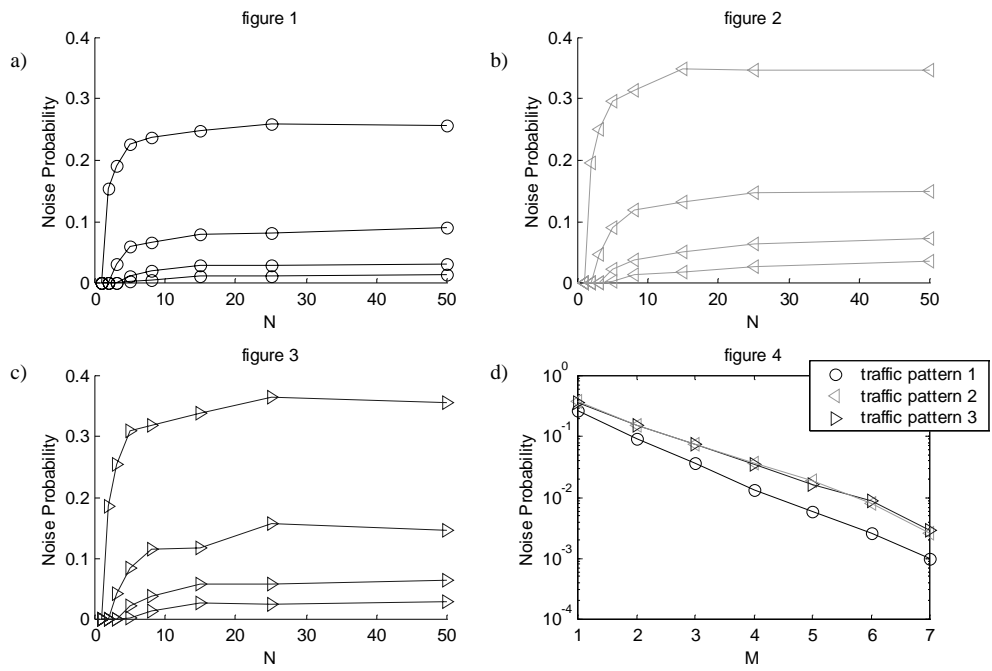 figure 1
a)
Noise Probability
0.4
0.3
0.2
0.1
0
0 10 20 30 40 50
N
figure 2
b)
Noise Probability
0.4
0.3
0.2
0.1
0
0 10 20 30 40 50
N
figure 3
c)
Noise Probability
0.4
0.3
0.2
0.1
0
0 10 20 30 40 50
N
figure 4
d)
Noise Probability
10^0
10^-1
10^-2
10^-3
10^-4
1 2 3 4 5 6 7
M
traffic pattern 1
traffic pattern 2
traffic pattern 3